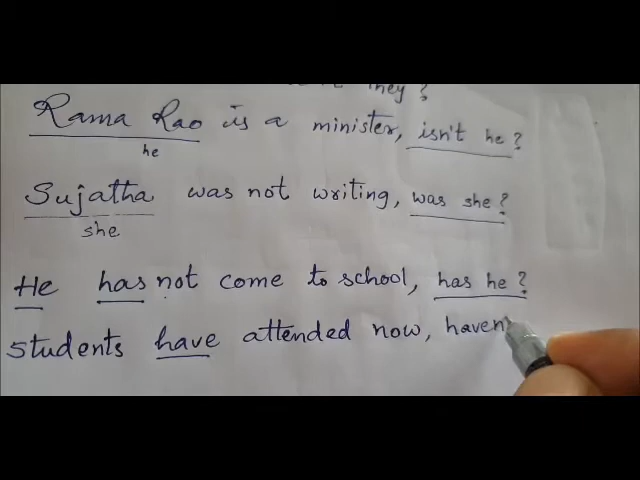 they?
Rama Rao is a minister, isn't he?
he
Sujatha was not writing, was she?
she
He has not come to school, has he?
Students have attended now, haven'